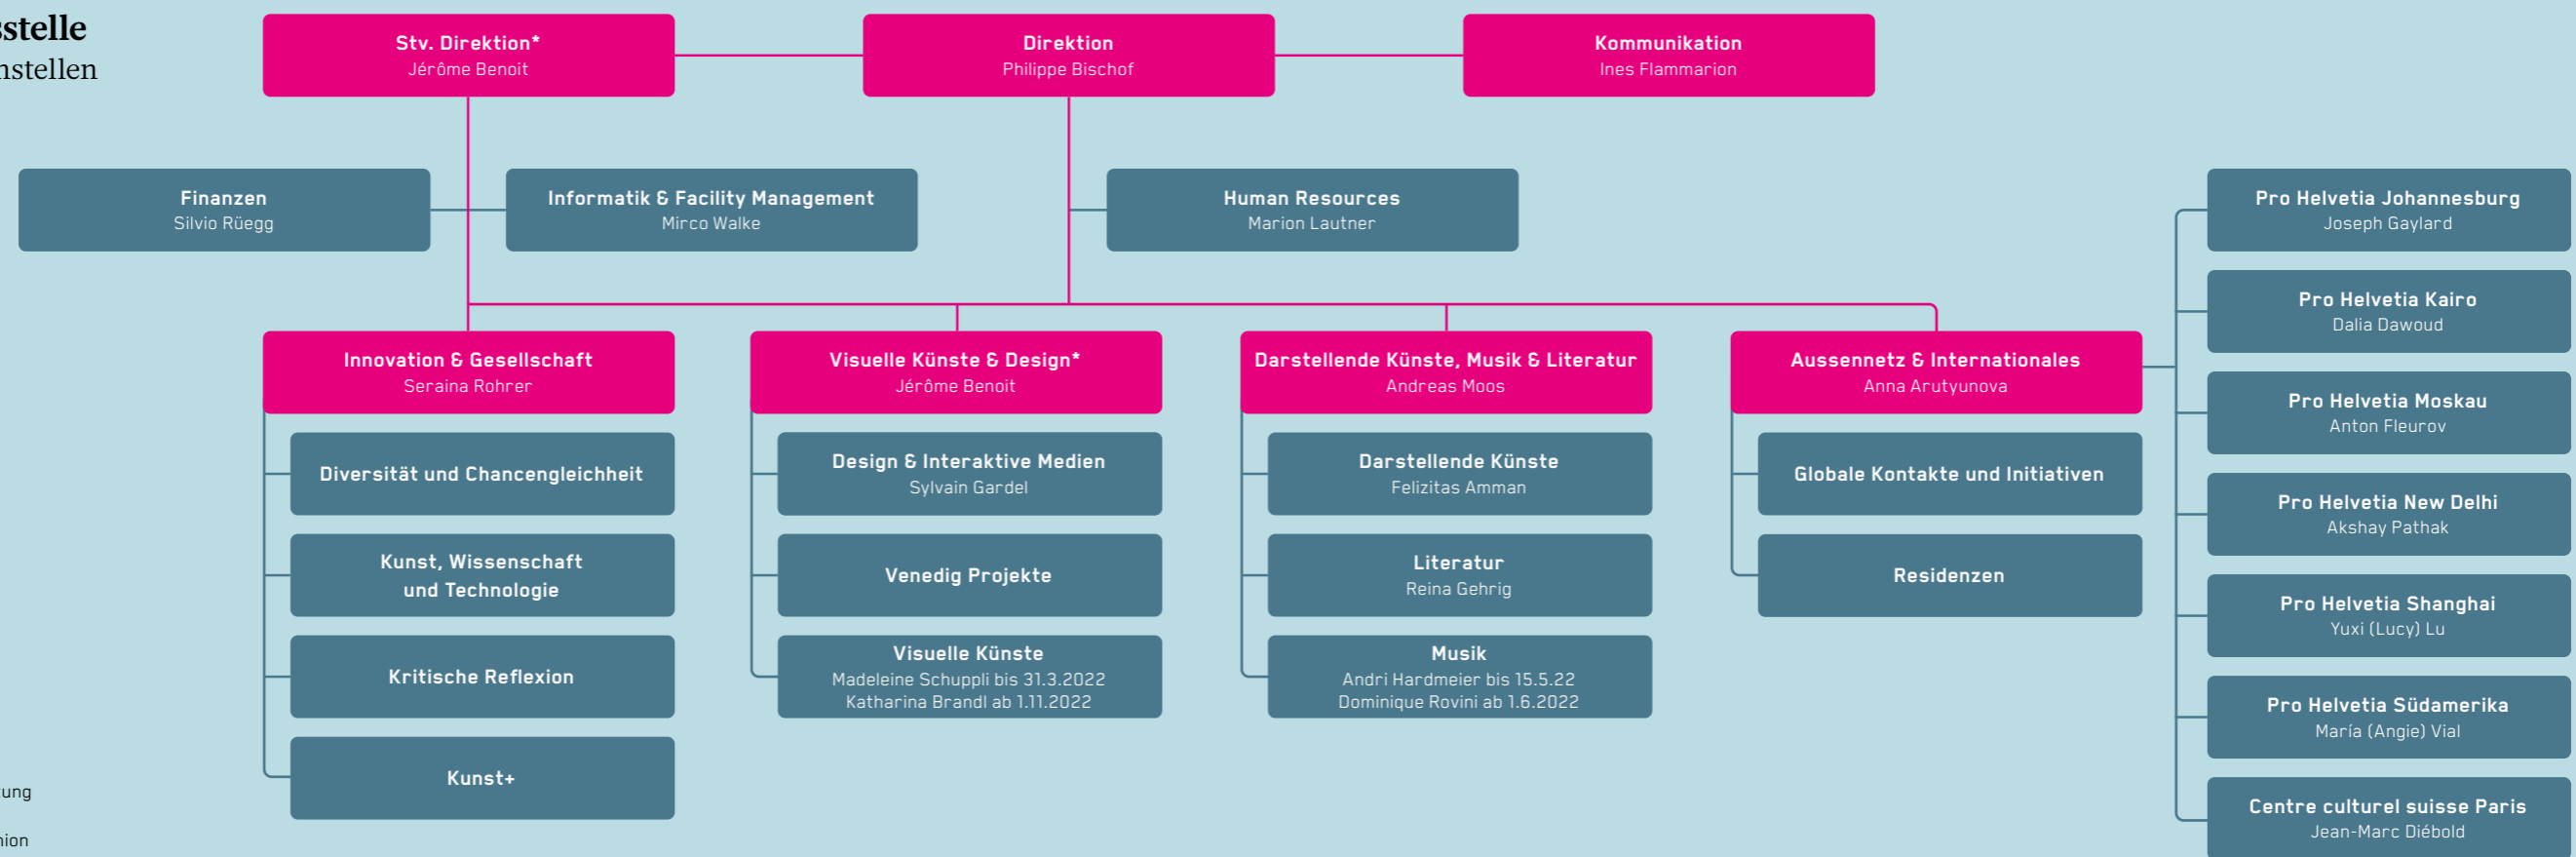 Stv. Direktion*
Jérôme Benoit
Direktion
Philippe Bischof
Kommunikation
Ines Flammarion
Finanzen
Silvio Rüegg
Informatik & Facility Management
Mirco Walke
Human Resources
Marion Lautner
Innovation & Gesellschaft
Seraina Rohrer
Diversität und Chancengleichheit
Kunst, Wissenschaft
und Technologie
Kritische Reflexion
Kunst+
Visuelle Künste & Design*
Jérôme Benoit
Design & Interaktive Medien
Sylvain Gardel
Venedig Projekte
Visuelle Künste
Madeleine Schuppli bis 31.3.2022
Katharina Brandl ab 1.11.2022
Darstellende Künste, Musik & Literatur
Andreas Moos
Darstellende Künste
Felizitas Amman
Literatur
Reina Gehrig
Musik
Andri Hardmeier bis 15.5.22
Dominique Rovini ab 1.6.2022
Aussennetz & Internationales
Anna Arutyunova
Globale Kontakte und Initiativen
Residenzen
Pro Helvetia Johannesburg
Joseph Gaylard
Pro Helvetia Kairo
Dalia Dawoud
Pro Helvetia Moskau
Anton Fleurov
Pro Helvetia New Delhi
Akshay Pathak
Pro Helvetia Shanghai
Yuxi (Lucy) Lu
Pro Helvetia Südamerika
María (Angie) Vial
Centre culturel suisse Paris
Jean-Marc Diébold